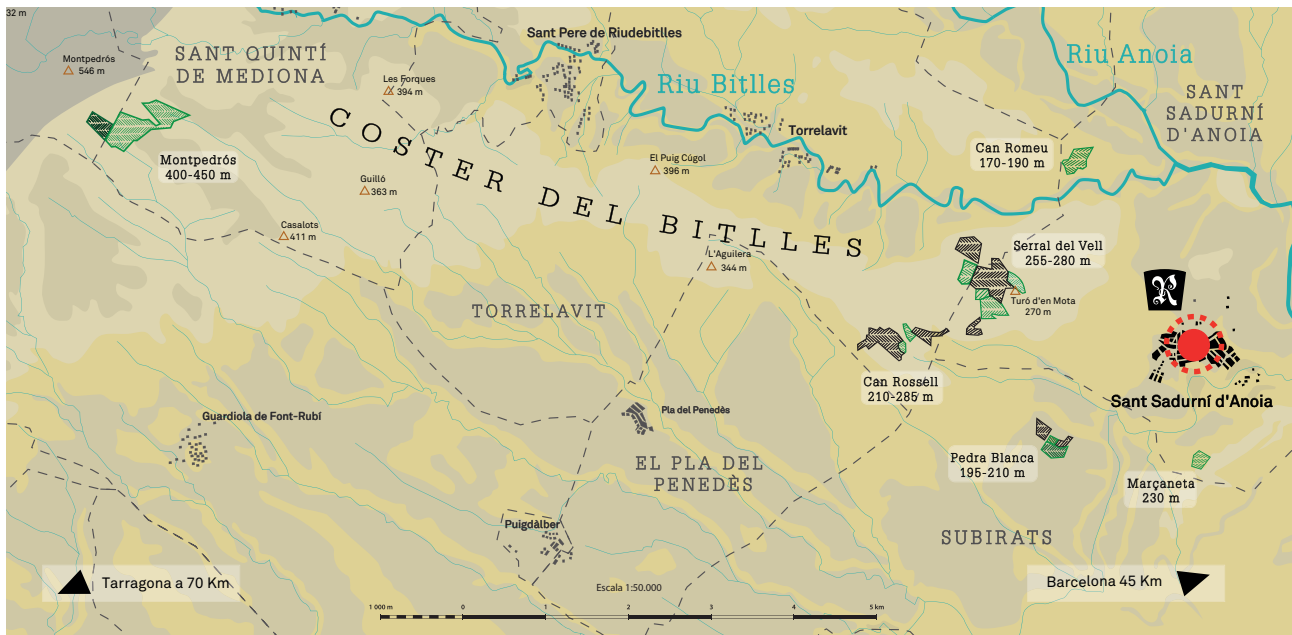 32 m
Montpedrós
546 m
SANT QUINTÍ
DE MEDIONA
Les Forques
394 m
Sant Pere de Riudebitlles
Riu Bitlles
Riu Anoia
SANT
SADURNÍ
D'ANOIA
Torrelavit
Can Romeu
170-190 m
Montpedrós
400-450 m
COSTER DEL BITLLES
El Puig Cúgol
396 m
Guilló
363 m
Casalots
411 m
L'Aguilera
344 m
Serral del Vell
255-280 m
Turó d'en Mota
270 m
R
TORRELAVIT
Can Rossell
210-285 m
Sant Sadurní d'Anoia
Guardiola de Font-Rubí
Pla del Penedès
EL PLA DEL
PENEDÈS
Pedra Blanca
195-210 m
Marçaneta
230 m
Puigdàlber
SUBIRATS
Tarragona a 70 Km
Escala 1:50.000
Barcelona 45 Km
1 000 m 0 1 2 3 4 5 km